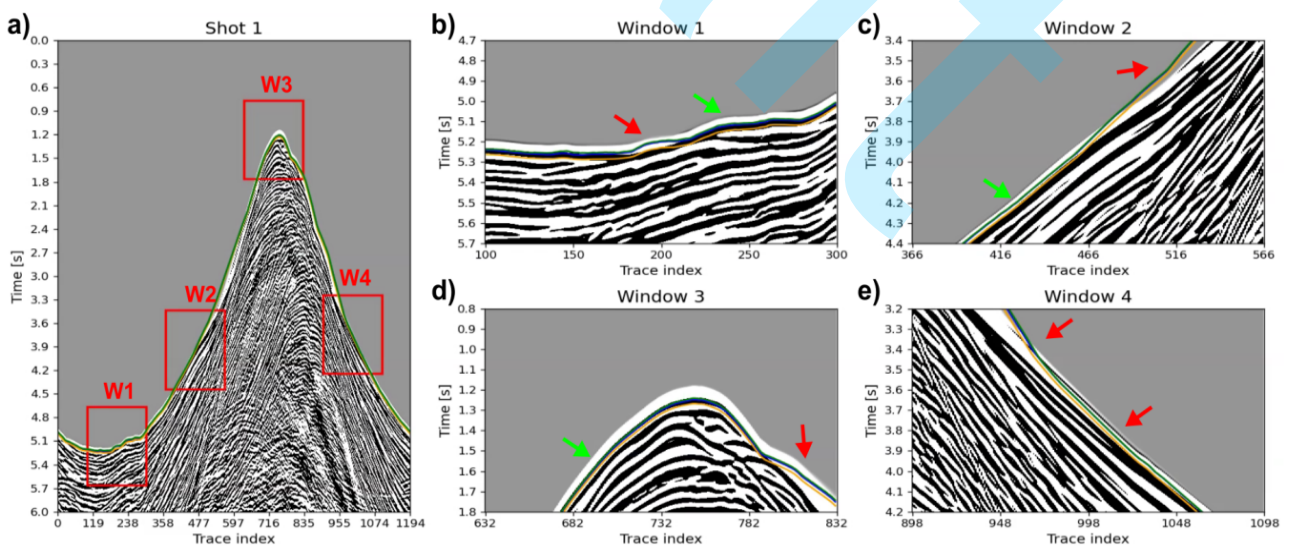 a)
Shot 1
0.0
0.3
0.6
0.9
1.2
1.5
1.8
2.1
2.4
2.7
3.0
3.3
3.6
3.9
4.2
4.5
4.8
5.1
5.4
5.7
6.0
Time [s]
W3
W2
W4
W1
0 119 238 358 477 597 716 835 955 1074 1194
Trace index
b)
Window 1
4.7
4.8
4.9
5.0
5.1
5.2
5.3
5.4
5.5
5.6
5.7
Time [s]
100 150 200 250 300
Trace index
c)
Window 2
3.4
3.5
3.6
3.7
3.8
3.9
4.0
4.1
4.2
4.3
4.4
Time [s]
366 416 466 516 566
Trace index
d)
Window 3
0.8
0.9
1.0
1.1
1.2
1.3
1.4
1.5
1.6
1.7
1.8
Time [s]
632 682 732 782 832
Trace index
e)
Window 4
3.2
3.3
3.4
3.5
3.6
3.7
3.8
3.9
4.0
4.1
4.2
Time [s]
898 948 998 1048 1098
Trace index